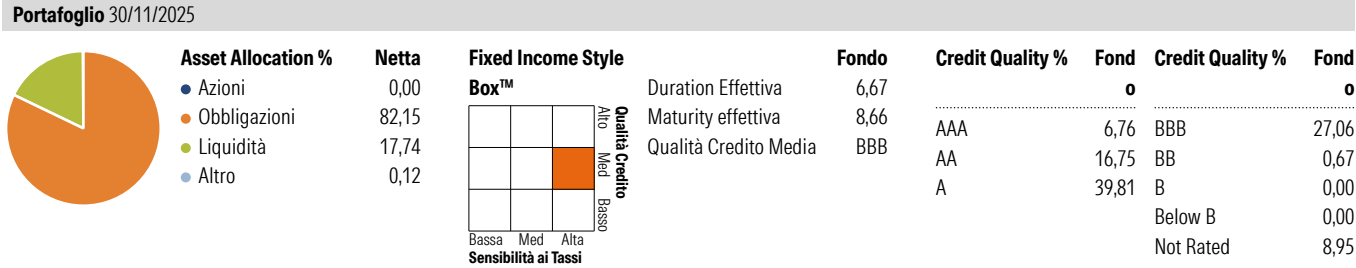 Portafoglio 30/11/2025
Asset Allocation % Netta
Azioni 0,00
Obbligazioni 82,15
Liquidità 17,74
Altro 0,12
Fixed Income Style
Box™
Alto Med Basso
Qualità Credito
Bassa Med Alta
Sensibilità ai Tassi
Fondo
Duration Effettiva 6,67
Maturity effettiva 8,66
Qualità Credito Media BBB
Credit Quality % Fond
o
AAA 6,76
AA 16,75
A 39,81
Credit Quality % Fond
o
BBB 27,06
BB 0,67
B 0,00
Below B 0,00
Not Rated 8,95